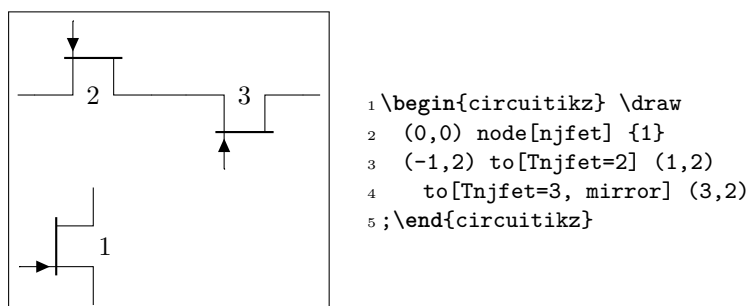 2
3
1
1 \begin{circuitikz} \draw
2 (0,0) node[njfet] {1}
3 (-1,2) to[Tnjfet=2] (1,2)
4 to[Tnjfet=3, mirror] (3,2)
5 ;\end{circuitikz}